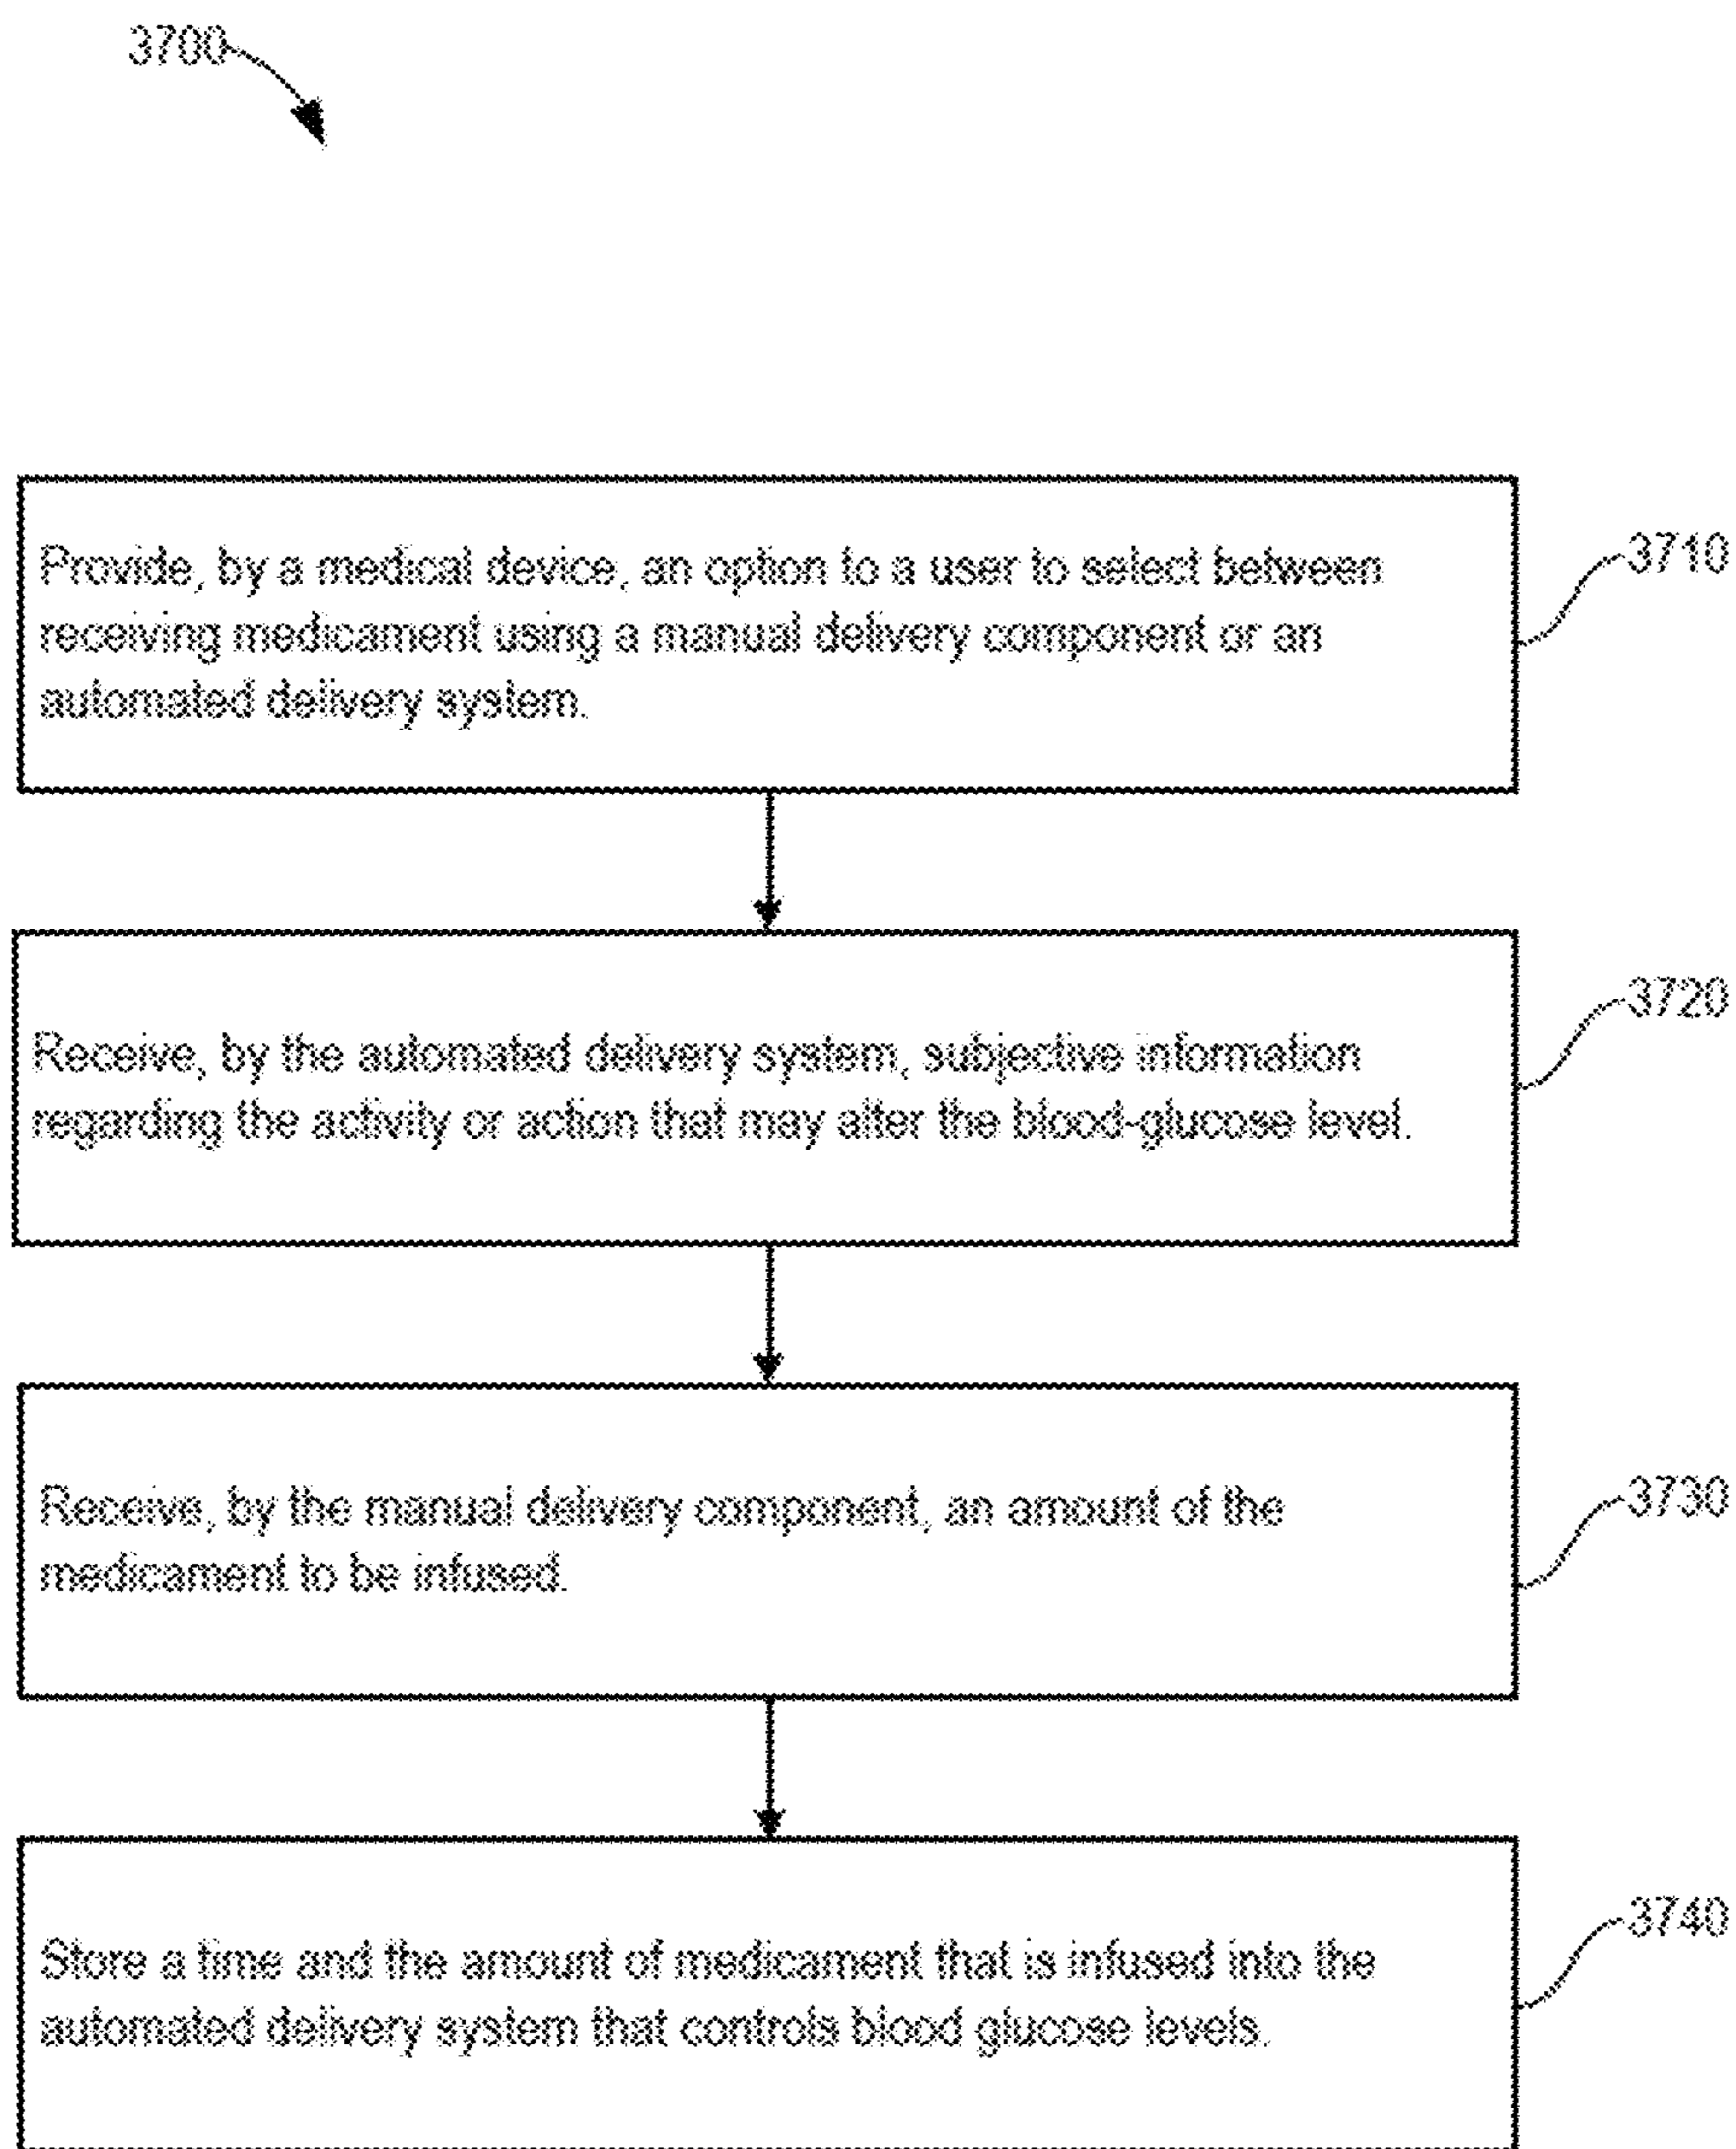 3700
Provide, by a medical device, an option to a user to select between
receiving medicament using a manual delivery component or an
automated delivery system.
3710
Receive, by the automated delivery system, subjective information
regarding the activity or action that may alter the blood-glucose level.
3720
Receive, by the manual delivery component, an amount of the
medicament to be infused.
3730
Store a time and the amount of medicament that is infused into the
automated delivery system that controls blood glucose levels.
3740